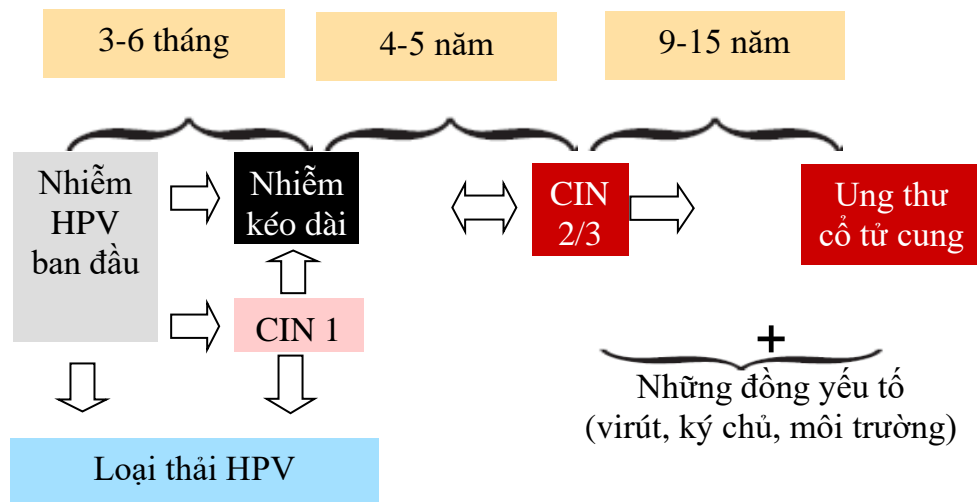 3-6 tháng
4-5 năm
9-15 năm
Nhiễm
HPV
ban đầu
Nhiễm
kéo dài
CIN
2/3
Ung thư
cổ tử cung
CIN 1
+
Những đồng yếu tố
(virút, ký chủ, môi trường)
Loại thải HPV